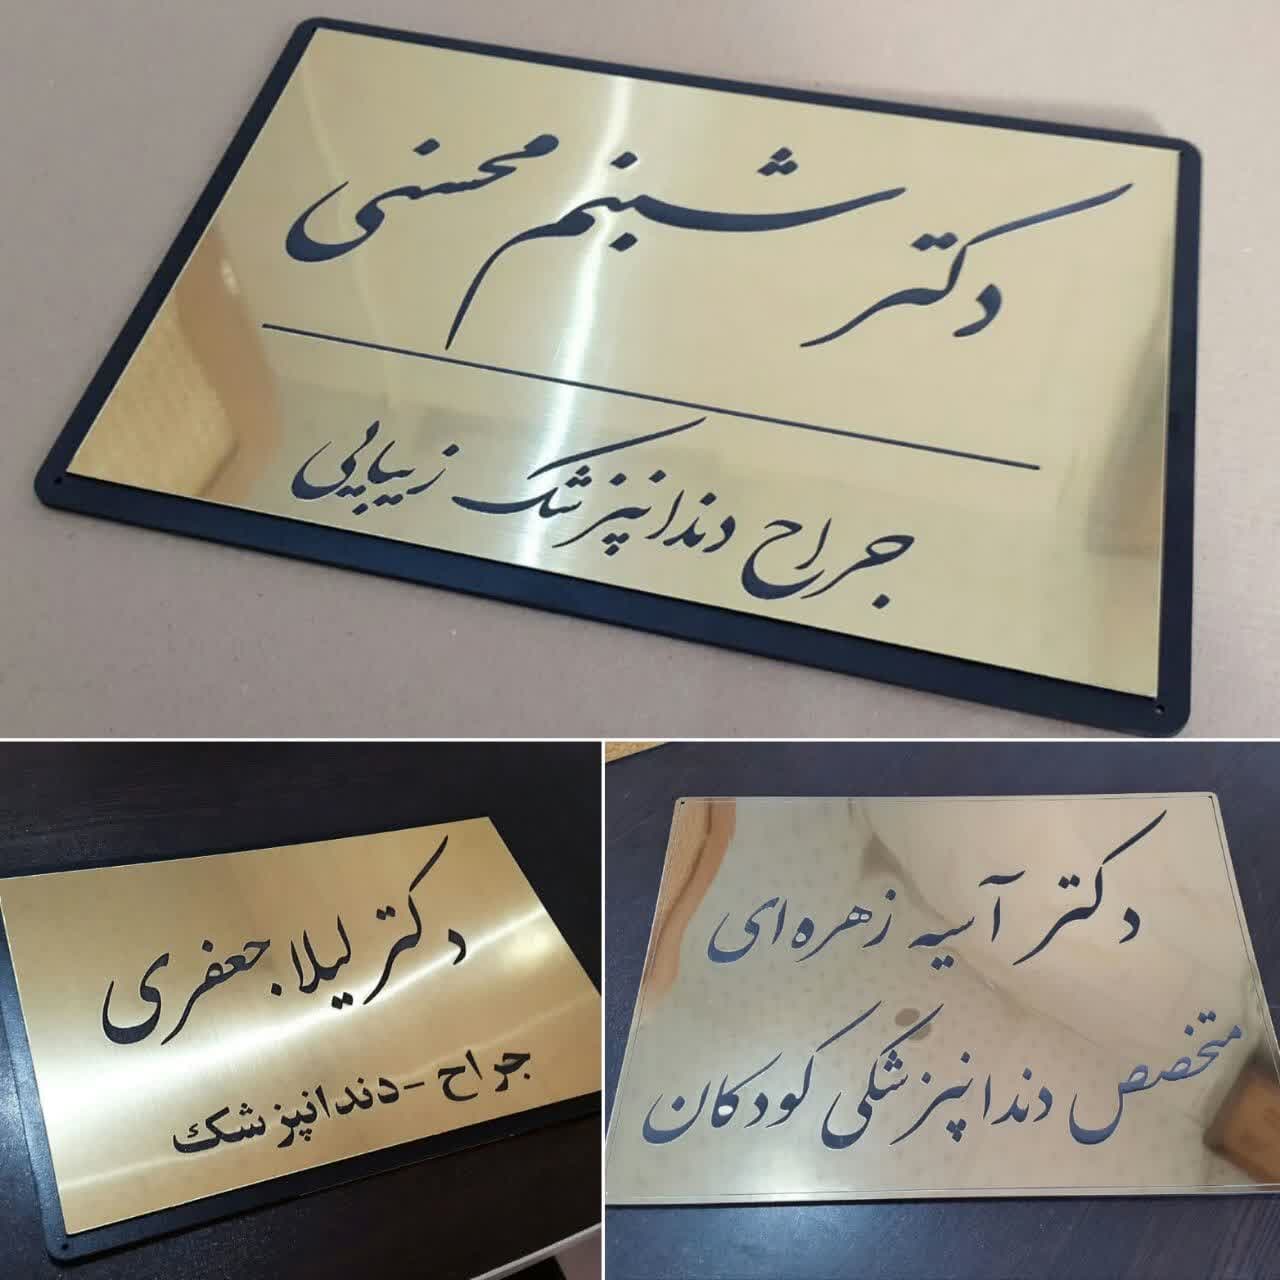 دکتر شبنم محسنی
جراح دندانپزشک زیبایی
دکتر لیلا جعفری
جراح - دندانپزشک
دکتر آسیه زهره ای
متخصص دندانپزشکی کودکان